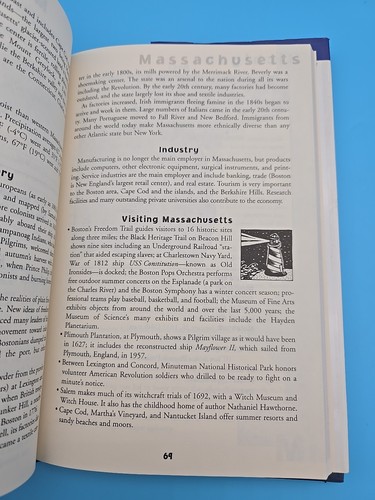 Massachusetts
ter in the early 1800s, its mills powered by the Merrimack River. Beverly was a
shoemaking center. The state was an arsenal to the nation during all its wars
including the Revolution. By the early 20th century, many factories had become
outdated, and the state largely lost its shoe and textile industries.
As factories increased, Irish immigrants fleeing famine in the 1840s began to
arrive and work in them. Large numbers of Italians came in the early 20th centu-
ry. Many Portuguese moved to Fall River and New Bedford. Immigrants from
around the world today make Massachusetts more ethnically diverse than any
other Atlantic state but New York.
Industry
Manufacturing is no longer the main employer in Massachusetts, but products
include computers, other electronic equipment, surgical instruments, and print-
ing. Service industries are the main employer and include banking, trade (Boston
is New England's largest retail center), and real estate. Tourism is very important
to the Boston area, Cape Cod and the islands, and the Berkshire Hills. Research
facilities and many outstanding private universities also contribute to the economy.
Visiting Massachusetts
• Boston's Freedom Trail guides visitors to 16 historic sites
along three miles; the Black Heritage Trail on Beacon Hill
shows nine sites including an Underground Railroad "sta-
tion" that aided escaping slaves; at Charlestown Navy Yard,
War of 1812 ship USS Constitution—known as Old
Ironsides—is docked; the Boston Pops Orchestra performs
free outdoor summer concerts on the Esplanade (a park on the
Charles River) and the Boston Symphony has a winter concert season; pro-
fessional teams play baseball, basketball, and football; the Museum of Fine Arts
exhibits objects from around the world and over the last 5,000 years; the
Museum of Science's many exhibits and facilities include the Hayden
Planetarium.
• Plimouth Plantation, at Plymouth, shows a Pilgrim village as it would have been
in 1627; it includes the reconstructed ship Mayflower II, which sailed from
Plymouth, England, in 1957.
• Between Lexington and Concord, Minuteman National Historical Park honors
volunteer American Revolution soldiers who drilled to be ready to fight on a
minute's notice.
• Salem makes much of its witchcraft trials of 1692, with a Witch Museum and
Witch House. It also has the childhood home of author Nathaniel Hawthorne.
• Cape Cod, Martha's Vineyard, and Nantucket Island offer summer resorts and
sandy beaches and moors.
69